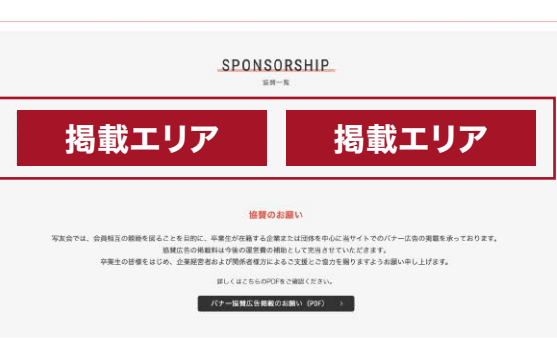 SPONSORSHIP
協賛一覧
掲載エリア 掲載エリア
協賛のお願い
写友会では、会員相互の親睦を図ることを目的に、卒業生が在籍する企業または団体を中心に当サイトでのバナー広告の掲載を承っております。
協賛広告の掲載料は今後の運営費の補助として充当させていただきます。
卒業生の皆様をはじめ、企業経営者および関係者様方によるご支援とご協力を賜りますようお願い申し上げます。
詳しくはこちらのPDFをご確認ください。
バナー協賛広告掲載のお願い（PDF） ›